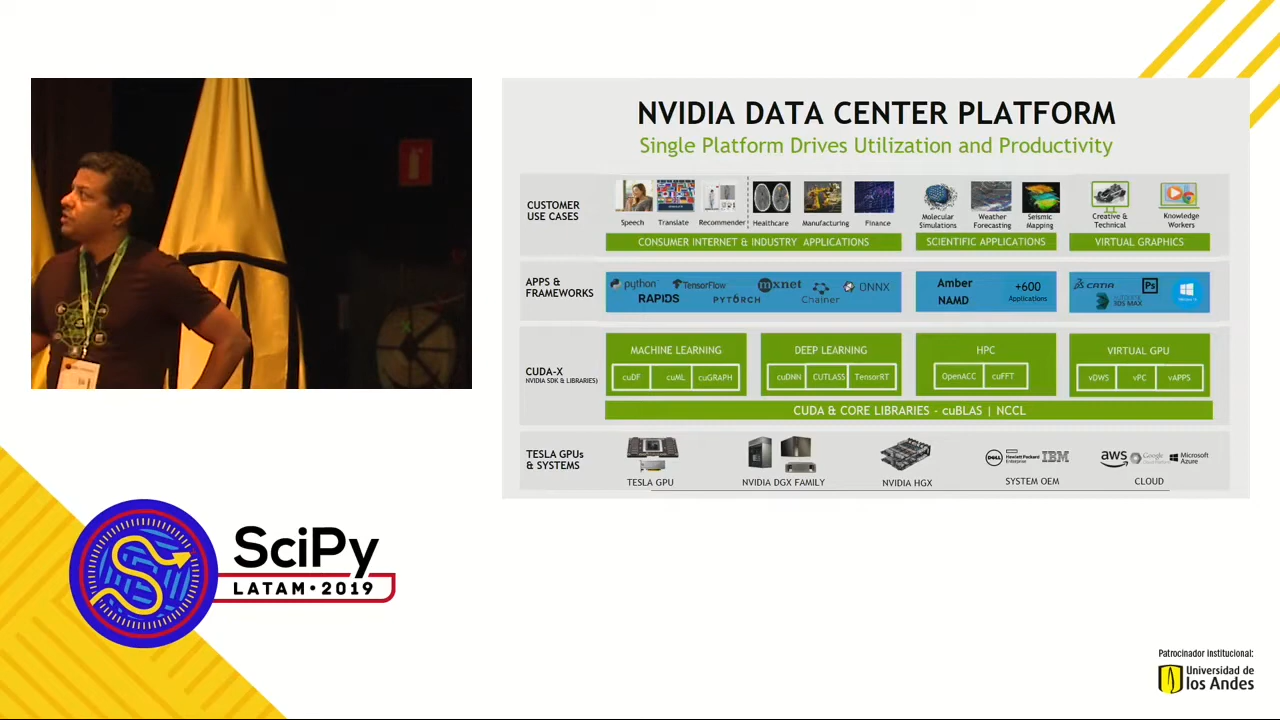 NVIDIA DATA CENTER PLATFORM
Single Platform Drives Utilization and Productivity
CUSTOMER
USE CASES
Speech
Translate
Recommender
Healthcare
Manufacturing
Finance
Molecular
Simulations
Weather
Forecasting
Seismic
Mapping
Creative &
Technical
Knowledge
Workers
CONSUMER INTERNET & INDUSTRY APPLICATIONS
SCIENTIFIC APPLICATIONS
VIRTUAL GRAPHICS
APPS &
FRAMEWORKS
python
TensorFlow
mxnet
ONNX
RAPIDS
PYTORCH
Chainer
Amber
NAMD
+600
Applications
CATIA
Ps
AUTODESK
3DS MAX
CUDA-X
(NVIDIA SDK & LIBRARIES)
MACHINE LEARNING
cuDF
cuML
cuGRAPH
DEEP LEARNING
cuDNN
CUTLASS
TensorRT
HPC
OpenACC
cuFFT
VIRTUAL GPU
vDWS
vPC
vAPPS
CUDA & CORE LIBRARIES - cuBLAS | NCCL
TESLA GPUs
& SYSTEMS
TESLA GPU
NVIDIA DGX FAMILY
NVIDIA HGX
DELL
Hewlett Packard
Enterprise
IBM
SYSTEM OEM
aws
Google
Microsoft
Azure
CLOUD
SciPy
LATAM • 2019
Patrocinador institucional:
Universidad de
los Andes